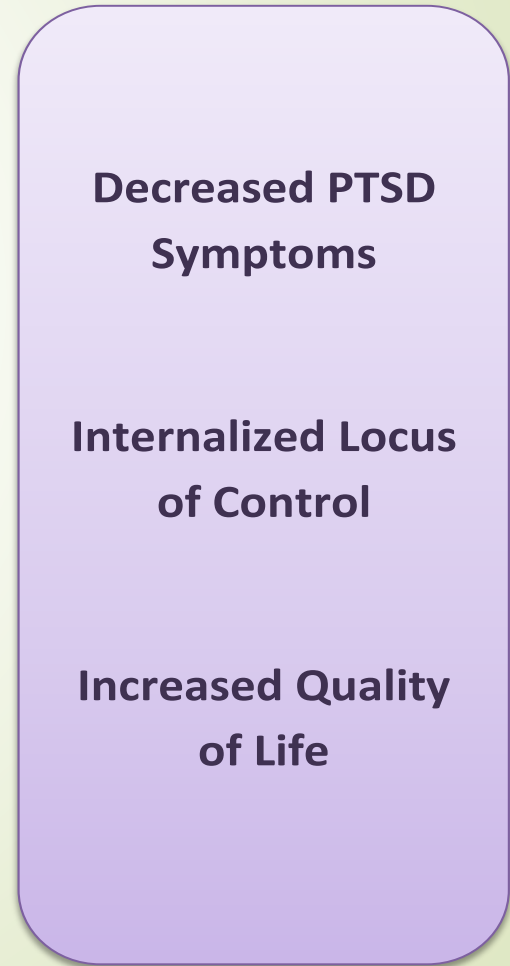 Decreased PTSD
Symptoms
Internalized Locus
of Control
Increased Quality
of Life